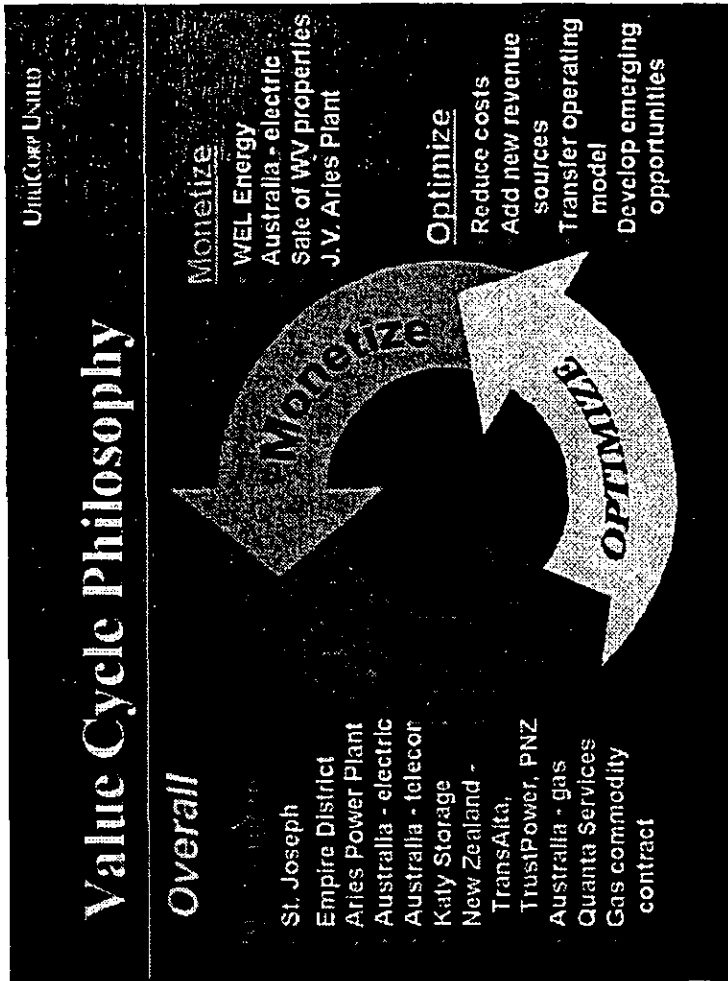 UTILICORP UNITED
Value Cycle Philosophy
Overall
St. Joseph
Empire District
Aries Power Plant
Australia - electric
Australia - telecom
Katy Storage
New Zealand -
TransAlta,
TrustPower, PNZ
Australia - gas
Quanta Services
Gas commodity
contract
Monetize
OPTIMIZE
Monetize
WEL Energy
Australia - electric
Sale of WV properties
J.V. Aries Plant
Optimize
Reduce costs
Add new revenue
sources
Transfer operating
model
Develop emerging
opportunities